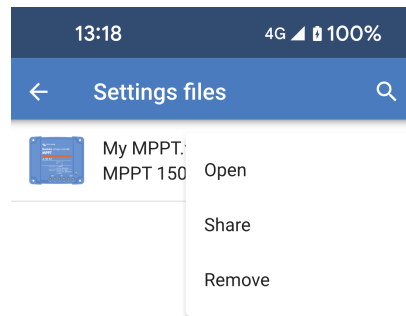 13:18 4G 100%
Settings files
My MPPT.
MPPT 150
Open
Share
Remove